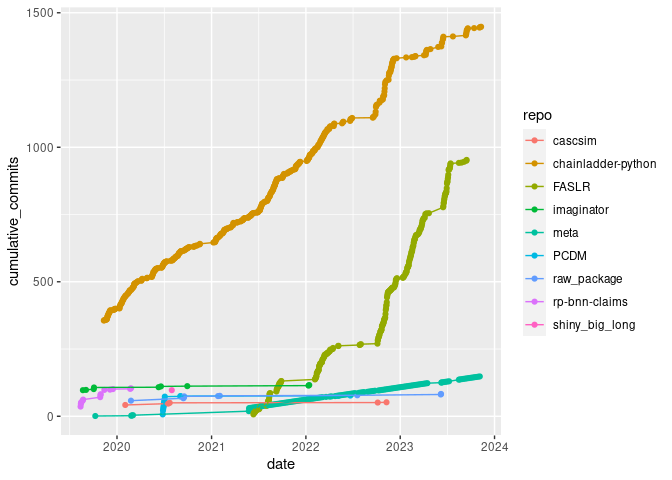 1500
1000
500
0
cumulative_commits
2020 2021 2022 2023 2024
date
repo
cascsim
chainladder-python
FASLR
imaginator
meta
PCDM
raw_package
rp-bnn-claims
shiny_big_long